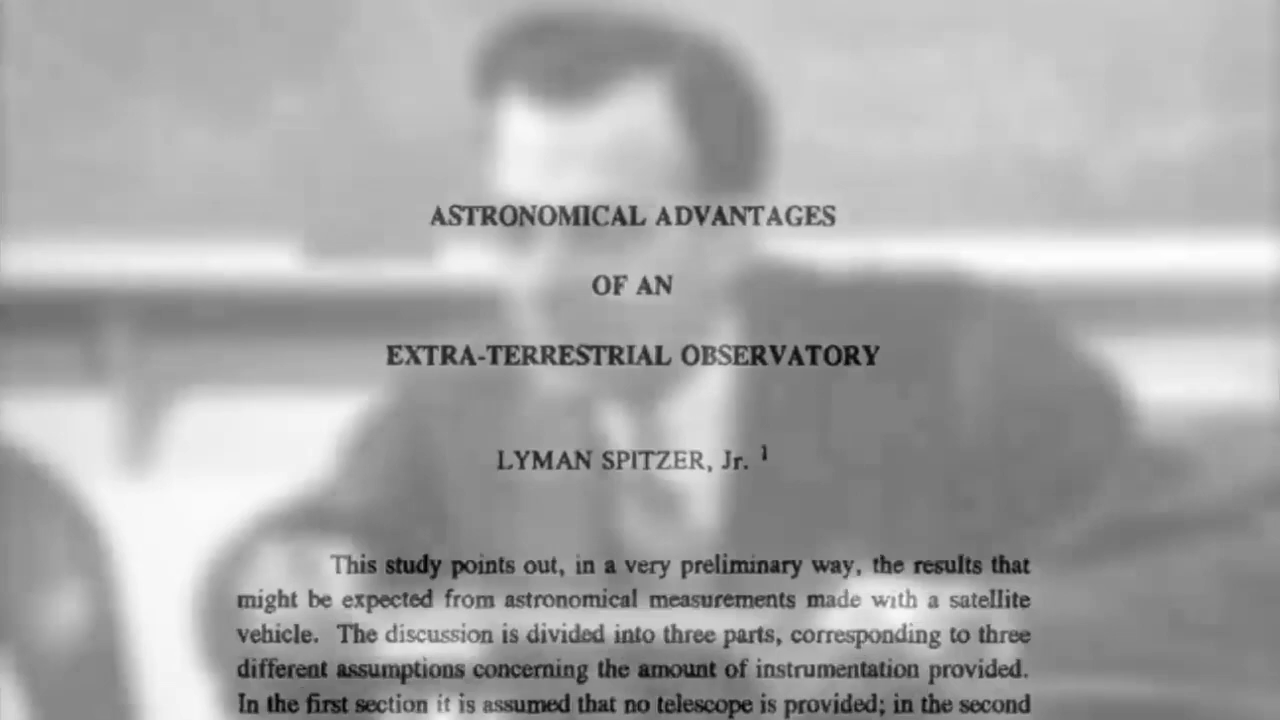 ASTRONOMICAL ADVANTAGES
OF AN
EXTRA-TERRESTRIAL OBSERVATORY
LYMAN SPITZER, Jr. 1
This study points out, in a very preliminary way, the results that
might be expected from astronomical measurements made with a satellite
vehicle. The discussion is divided into three parts, corresponding to three
different assumptions concerning the amount of instrumentation provided.
In the first section it is assumed that no telescope is provided; in the second